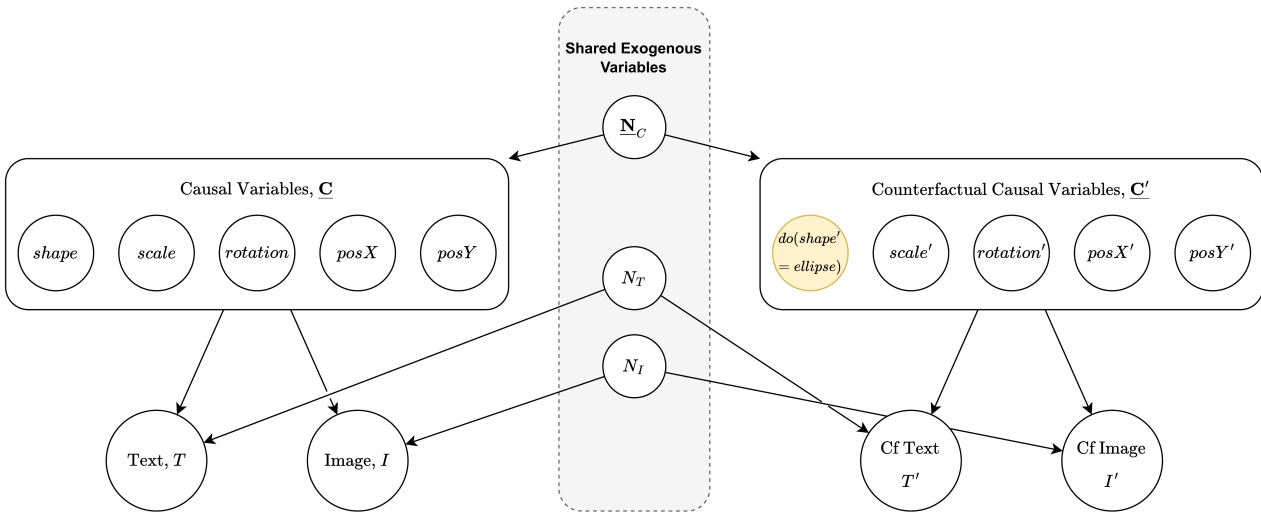 Shared Exogenous
Variables
N_C
Causal Variables, C
shape scale rotation posX posY
Counterfactual Causal Variables, C′
do(shape′
= ellipse)
scale′ rotation′ posX′ posY′
N_T
N_I
Text, T
Image, I
Cf Text
T′
Cf Image
I′